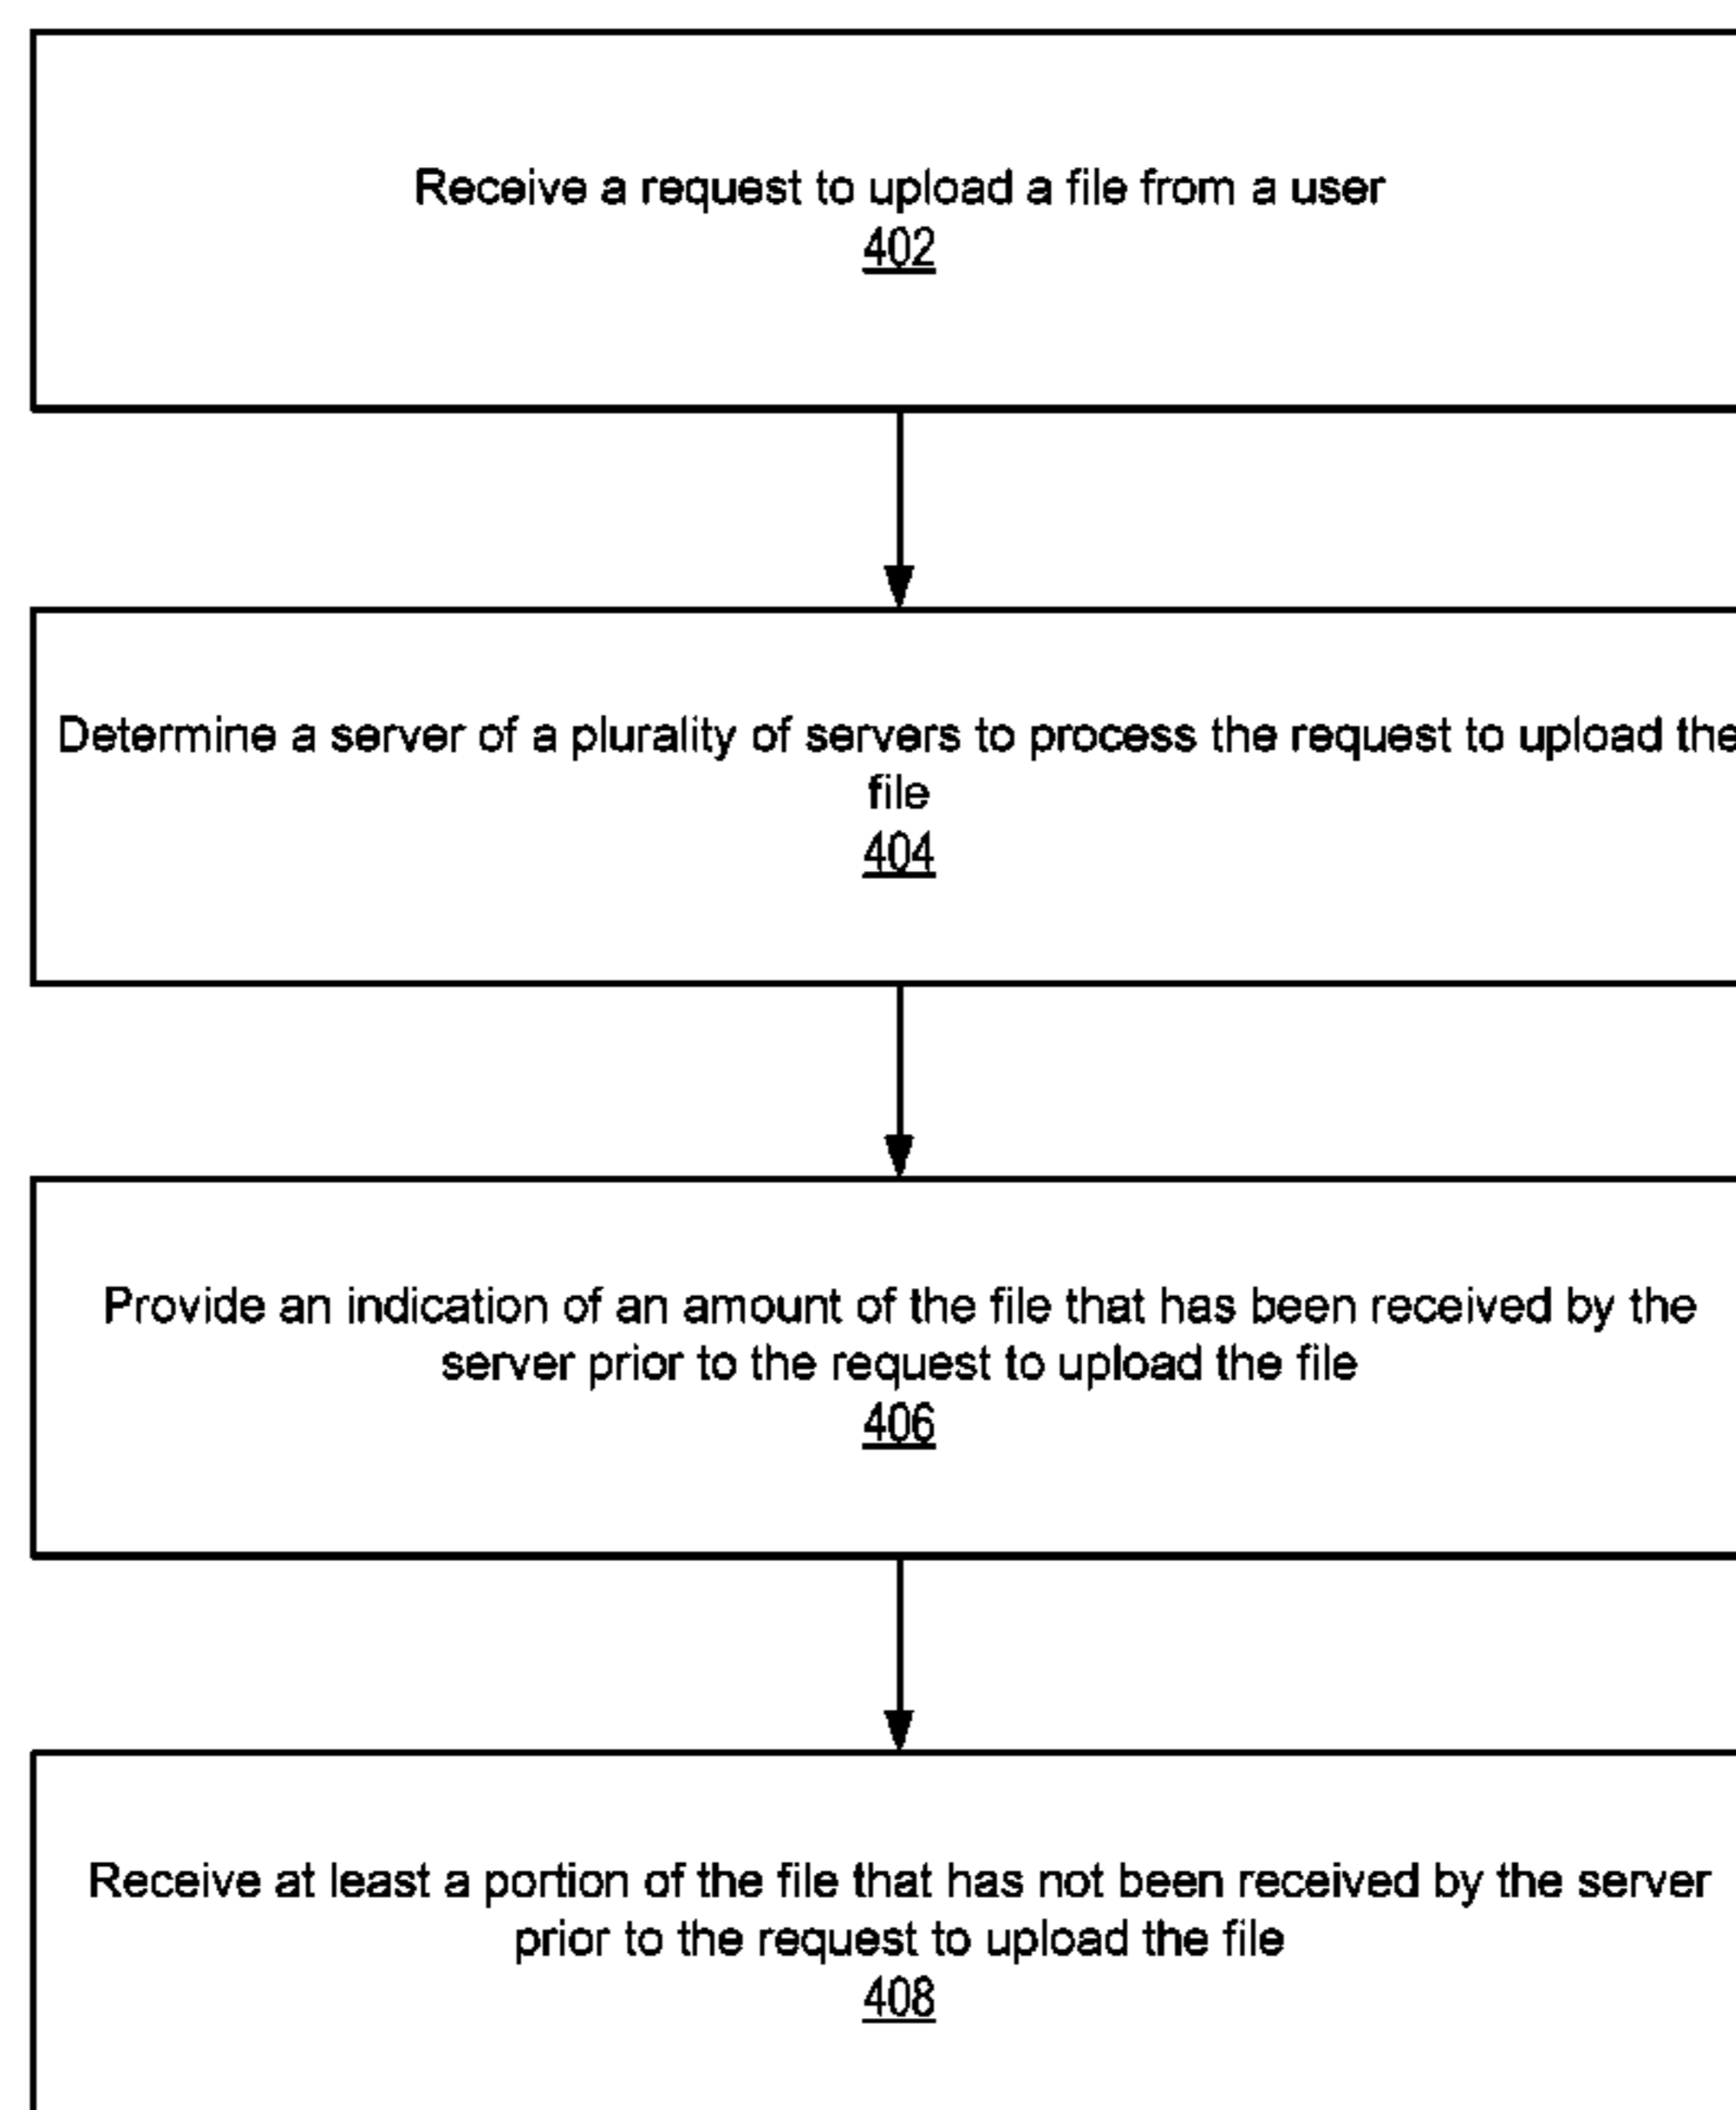 Receive a request to upload a file from a user
402
Determine a server of a plurality of servers to process the request to upload the
file
404
Provide an indication of an amount of the file that has been received by the
server prior to the request to upload the file
406
Receive at least a portion of the file that has not been received by the server
prior to the request to upload the file
408